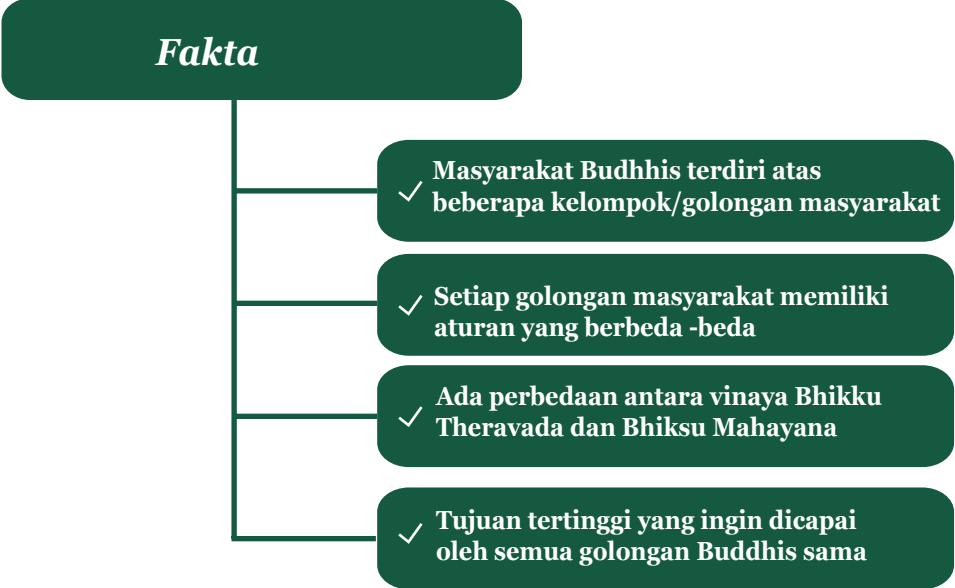 Fakta
Masyarakat Budhhis terdiri atas
beberapa kelompok/golongan masyarakat
Setiap golongan masyarakat memiliki
aturan yang berbeda -beda
Ada perbedaan antara vinaya Bhikku
Theravada dan Bhiksu Mahayana
Tujuan tertinggi yang ingin dicapai
oleh semua golongan Buddhis sama